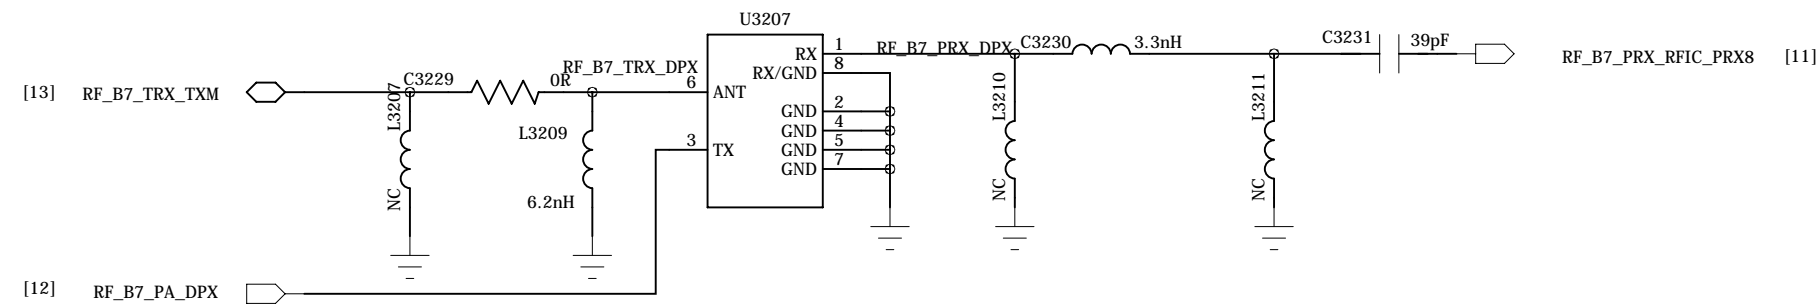 U3207
RX
1
RF_B7_PRX_DPX
C3230
3.3nH
C3231
39pF
RF_B7_PRX_RFIC_PRX8
[11]
RX/GND
8
[13]
RF_B7_TRX_TXM
C3229
0R
RF_B7_TRX_DPX
6
ANT
L3207
NC
L3209
6.2nH
3
TX
GND
2
GND
4
GND
5
GND
7
L3210
NC
L3211
NC
[12]
RF_B7_PA_DPX